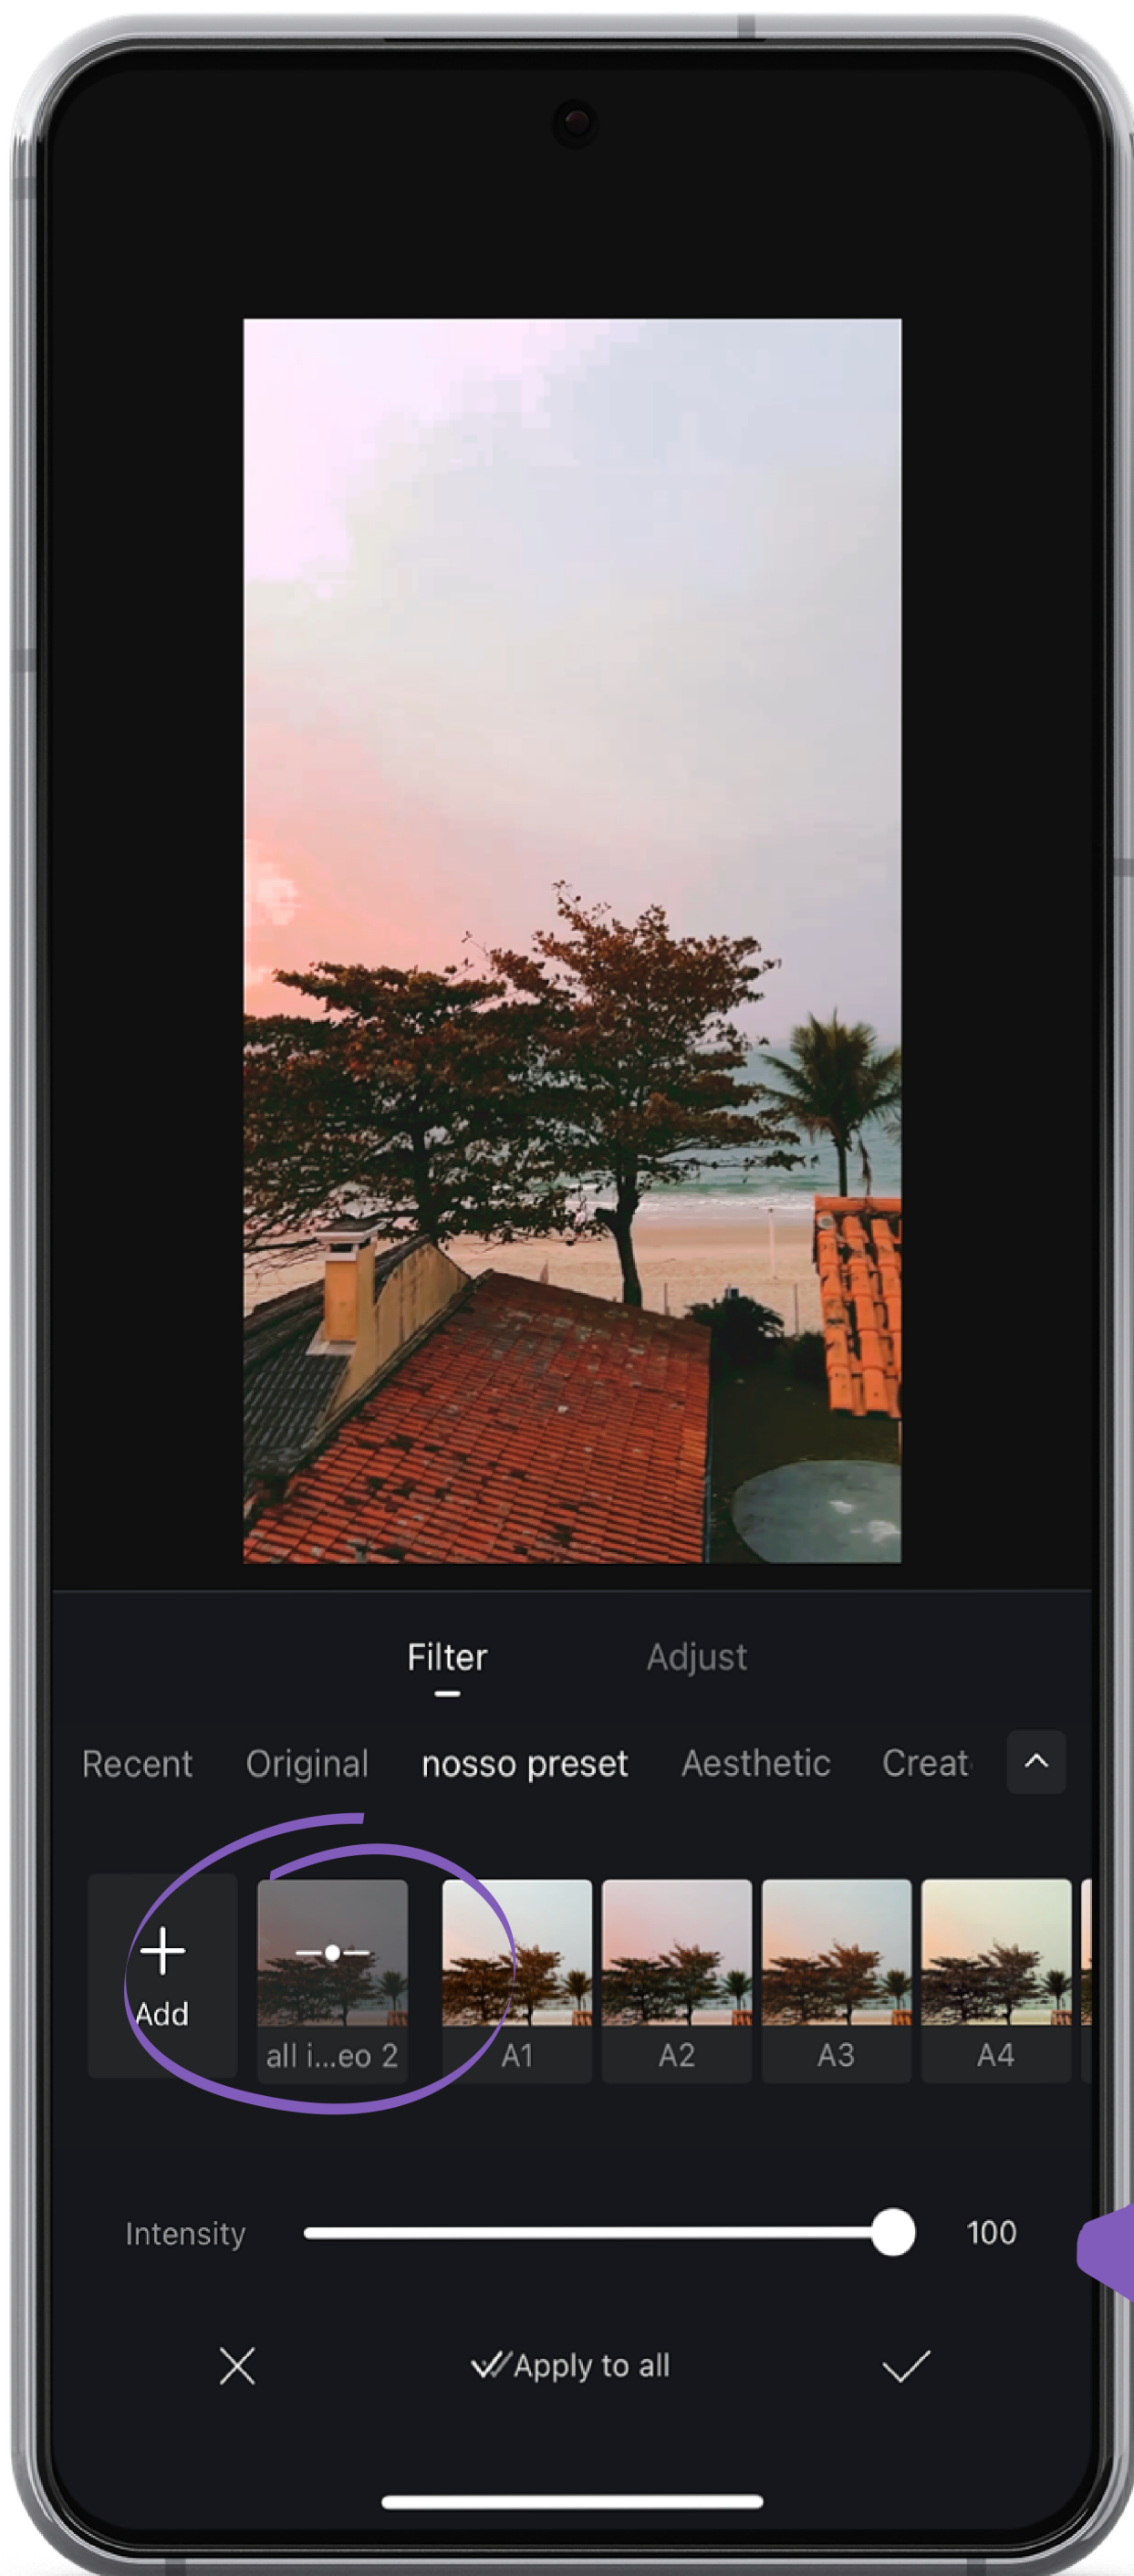 Filter Adjust
Recent Original nosso preset Aesthetic Creat
Add
all i...eo 2 A1 A2 A3 A4
Intensity 100
Apply to all